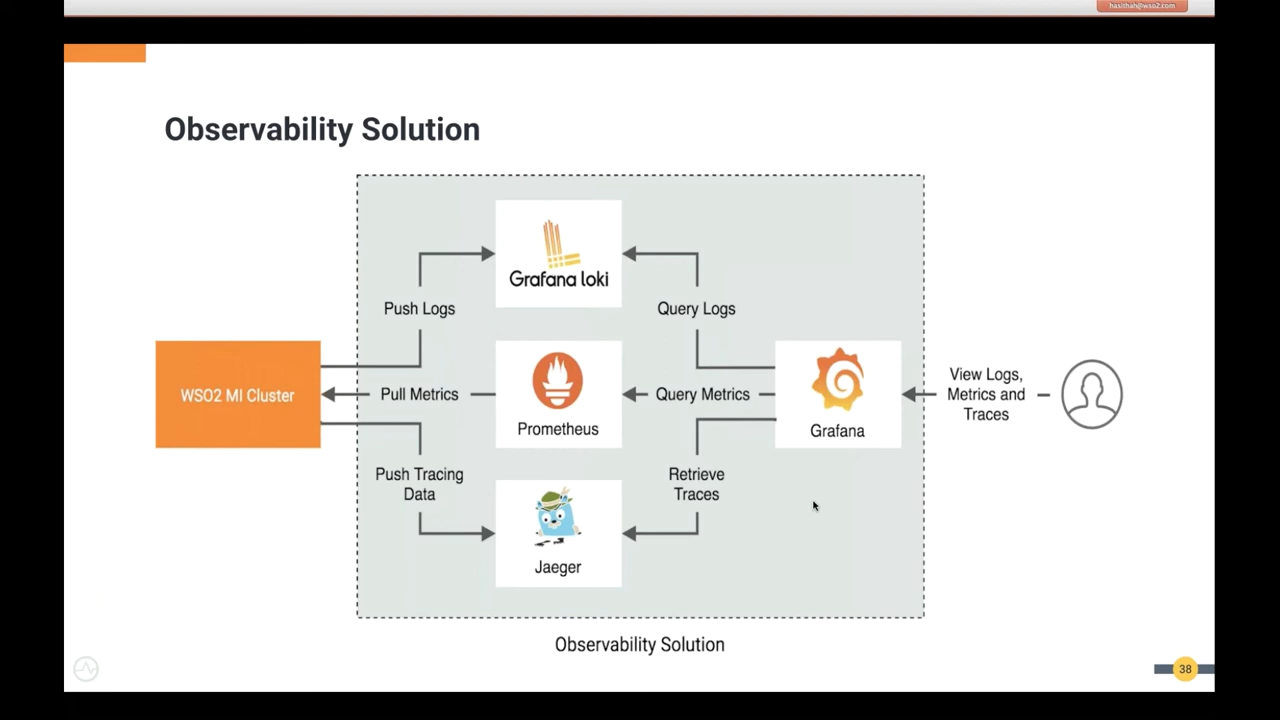 hasithah@wso2.com
Observability Solution
Grafana loki
Push Logs
Query Logs
WSO2 MI Cluster
Pull Metrics
Prometheus
Query Metrics
Grafana
View Logs,
Metrics and
Traces
Push Tracing
Data
Retrieve
Traces
Jaeger
Observability Solution
38